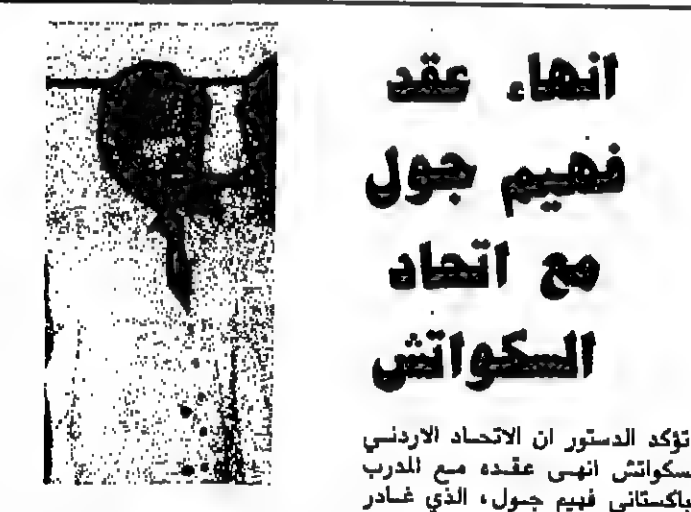 انهاء عقد
فهيم جول
مع اتحاد
السكواتش
تؤكد الدستور ان الاتحاد الاردني
لسكواتش انهى عقده مع المدرب
باكستاني فهيم جول، الذي غادر